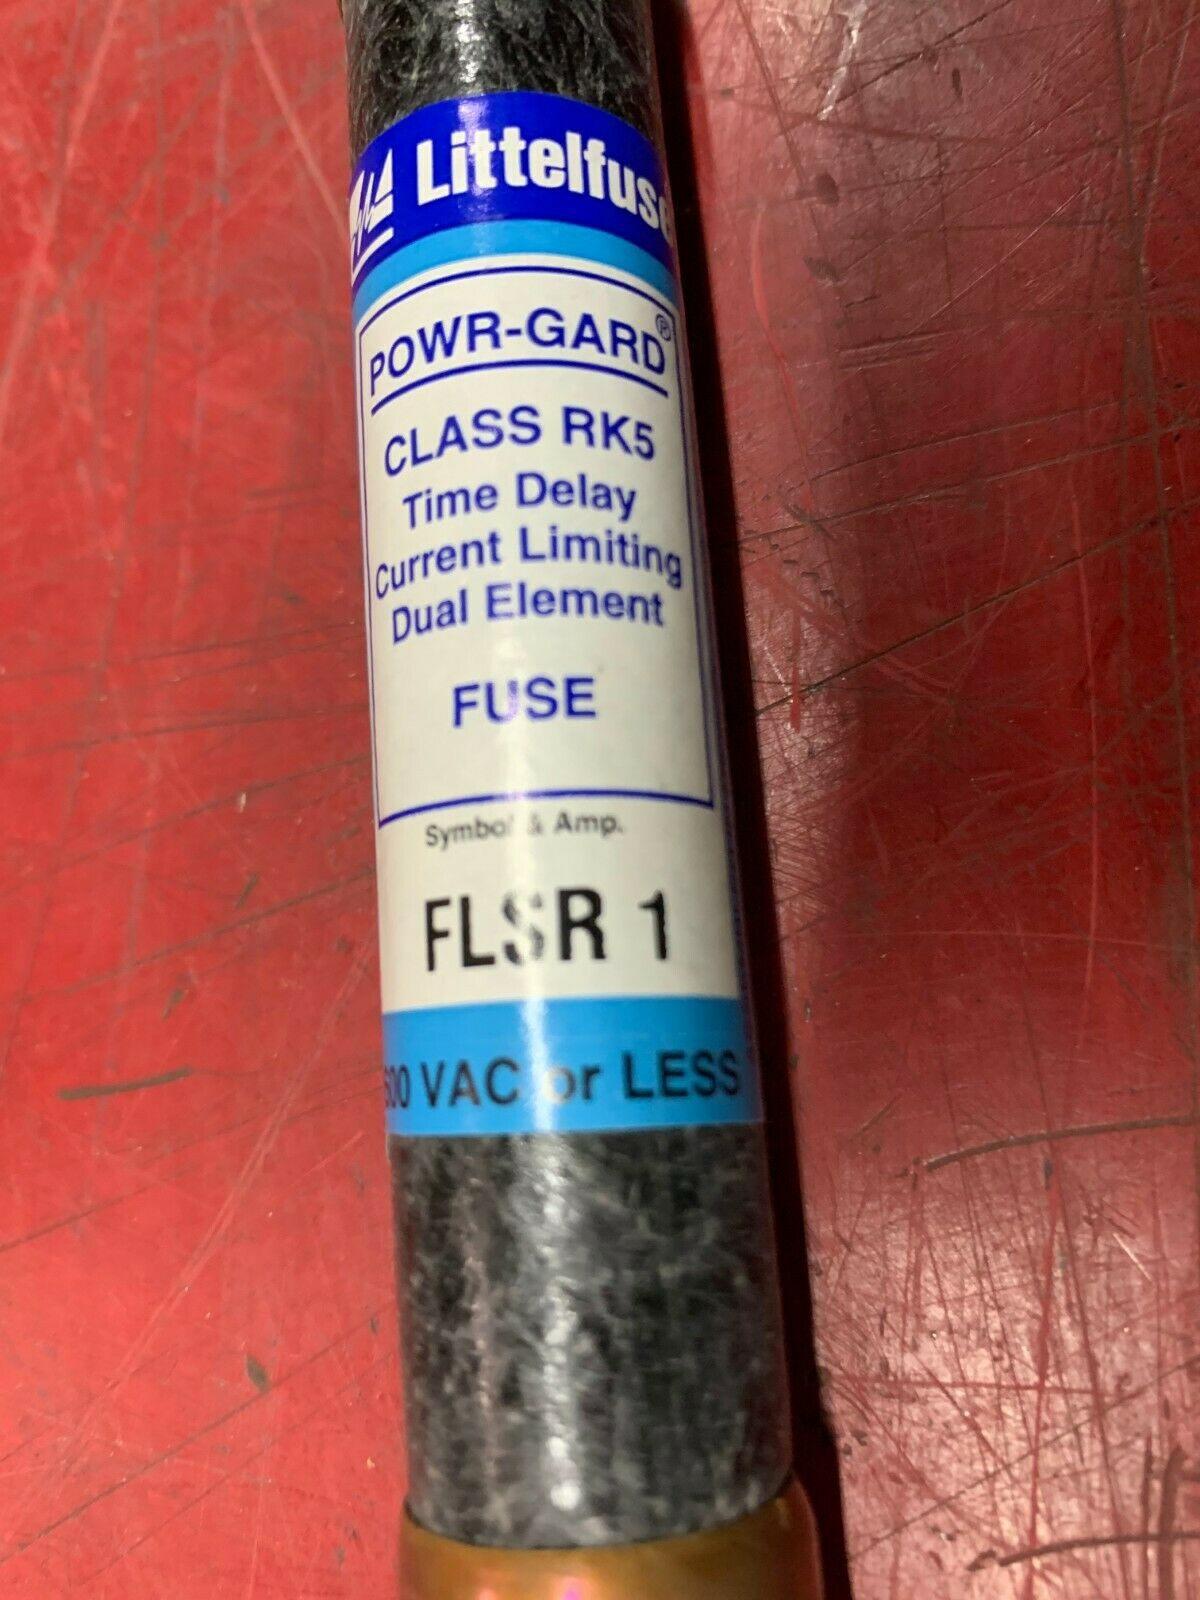 Littelfuse
POWR-GARD®
CLASS RK5
Time Delay
Current Limiting
Dual Element
FUSE
Symbol & Amp.
FLSR 1
600 VAC or LESS